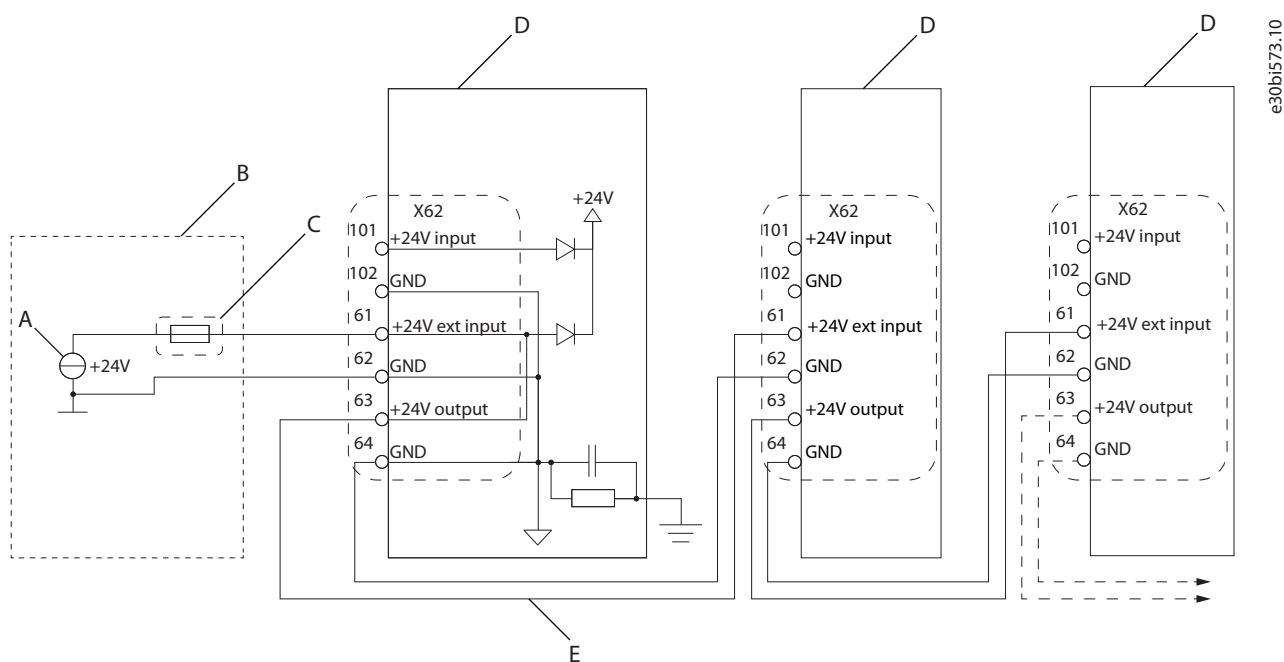 D
D
D
e30bi573.10
B
C
A
+24V
X62
+24V
101
+24V input
102
GND
61
+24V ext input
62
GND
63
+24V output
64
GND
X62
101
+24V input
102
GND
61
+24V ext input
62
GND
63
+24V output
64
GND
X62
101
+24V input
102
GND
61
+24V ext input
62
GND
63
+24V output
64
GND
E